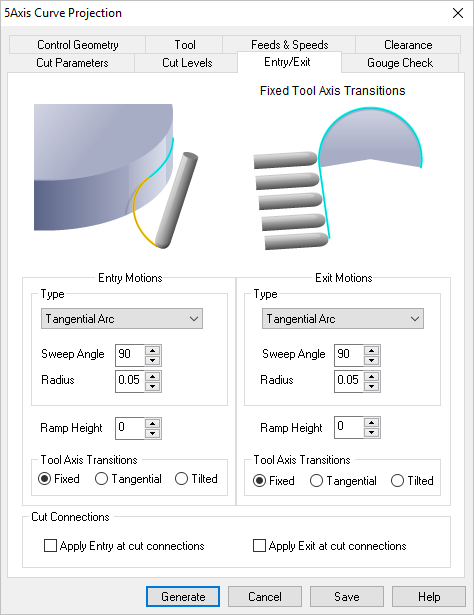 5Axis Curve Projection
Control Geometry Tool Feeds & Speeds Clearance
Cut Parameters Cut Levels Entry/Exit Gouge Check
Fixed Tool Axis Transitions
Entry Motions
Type
Tangential Arc
Sweep Angle 90
Radius 0.05
Ramp Height 0
Tool Axis Transitions
Fixed Tangential Tilted
Exit Motions
Type
Tangential Arc
Sweep Angle 90
Radius 0.05
Ramp Height 0
Tool Axis Transitions
Fixed Tangential Tilted
Cut Connections
Apply Entry at cut connections Apply Exit at cut connections
Generate Cancel Save Help